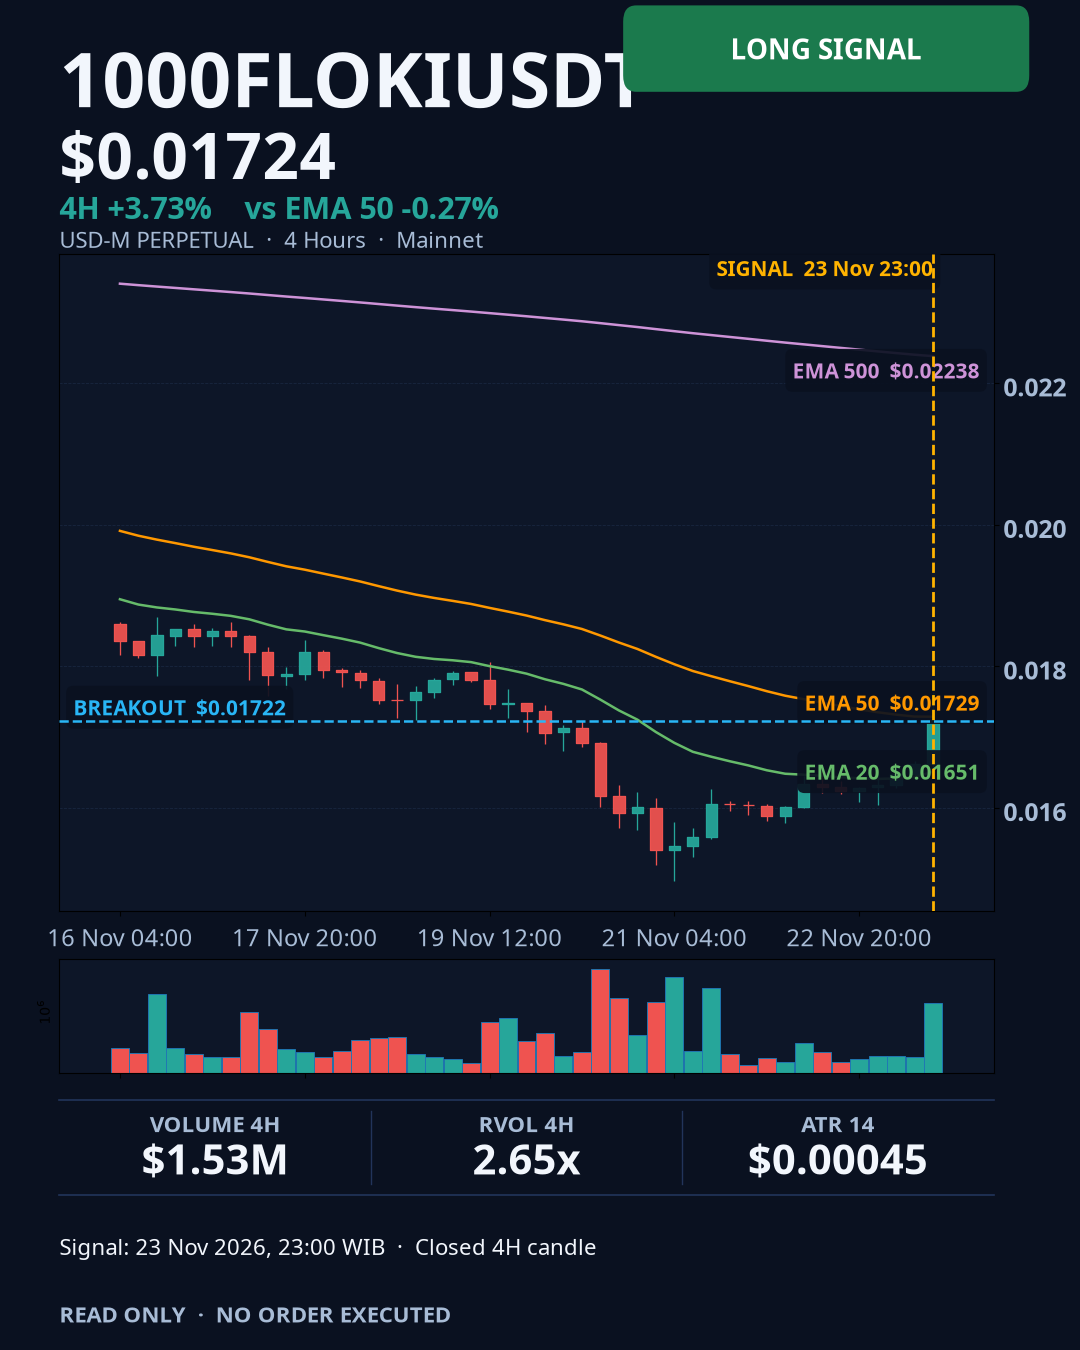 LONG SIGNAL
1000FLOKIUSDT
$0.01724
4H +3.73% vs EMA 50 -0.27%
USD-M PERPETUAL · 4 Hours · Mainnet
SIGNAL 23 Nov 23:00
EMA 500 $0.02238
0.022
0.020
0.018
EMA 50 $0.01729
BREAKOUT $0.01722
EMA 20 $0.01651
0.016
16 Nov 04:00
17 Nov 20:00
19 Nov 12:00
21 Nov 04:00
22 Nov 20:00
10⁶
VOLUME 4H
$1.53M
RVOL 4H
2.65x
ATR 14
$0.00045
Signal: 23 Nov 2026, 23:00 WIB · Closed 4H candle
READ ONLY · NO ORDER EXECUTED